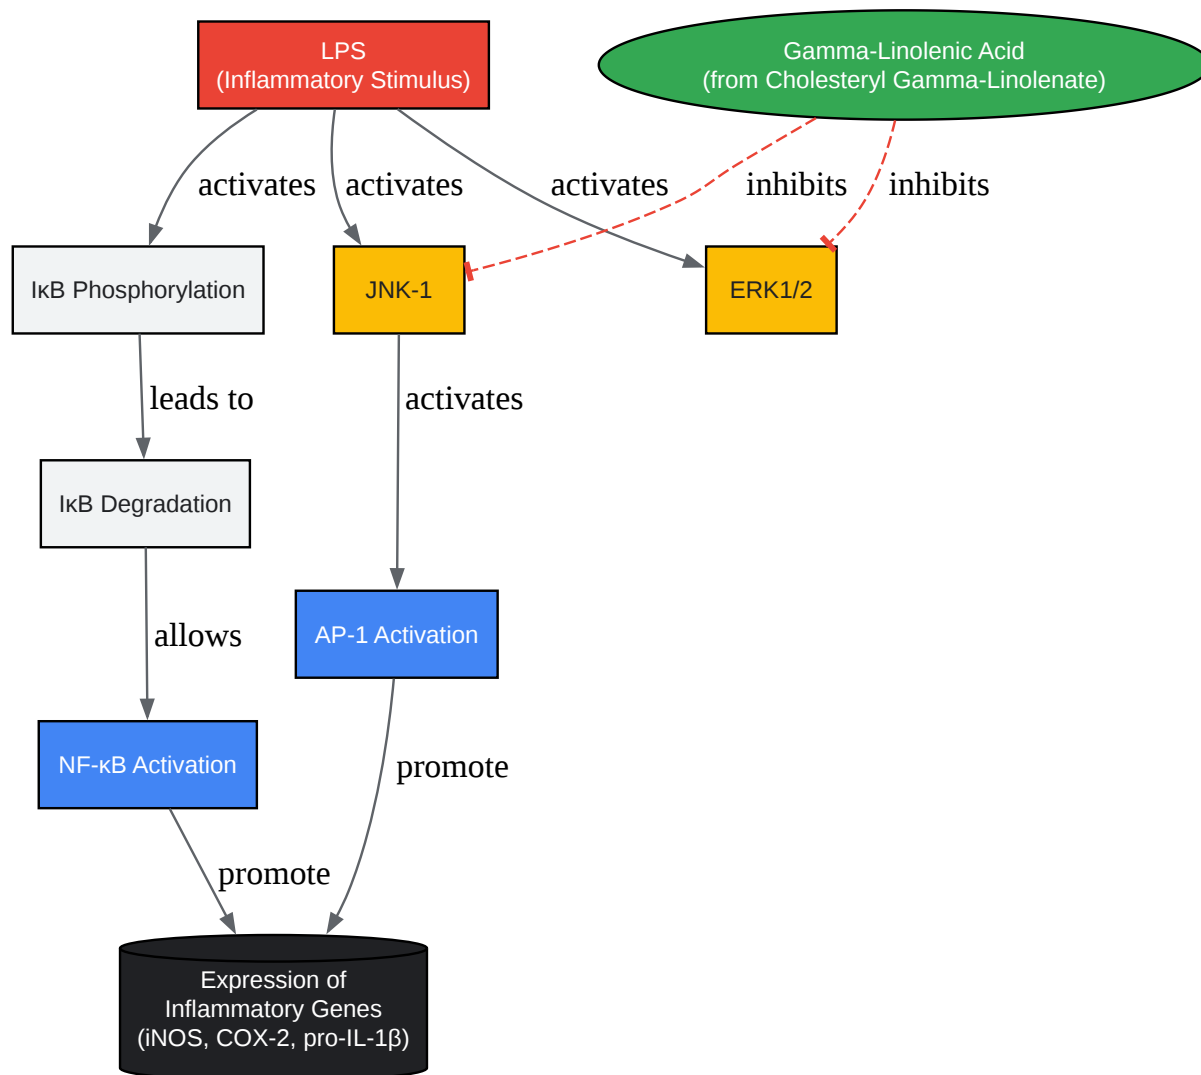 LPS
(Inflammatory Stimulus)
Gamma-Linolenic Acid
(from Cholesteryl Gamma-Linolenate)
activates
activates
activates
inhibits
inhibits
IκB Phosphorylation
JNK-1
ERK1/2
leads to
activates
IκB Degradation
allows
AP-1 Activation
NF-κB Activation
promote
promote
Expression of
Inflammatory Genes
(iNOS, COX-2, pro-IL-1β)